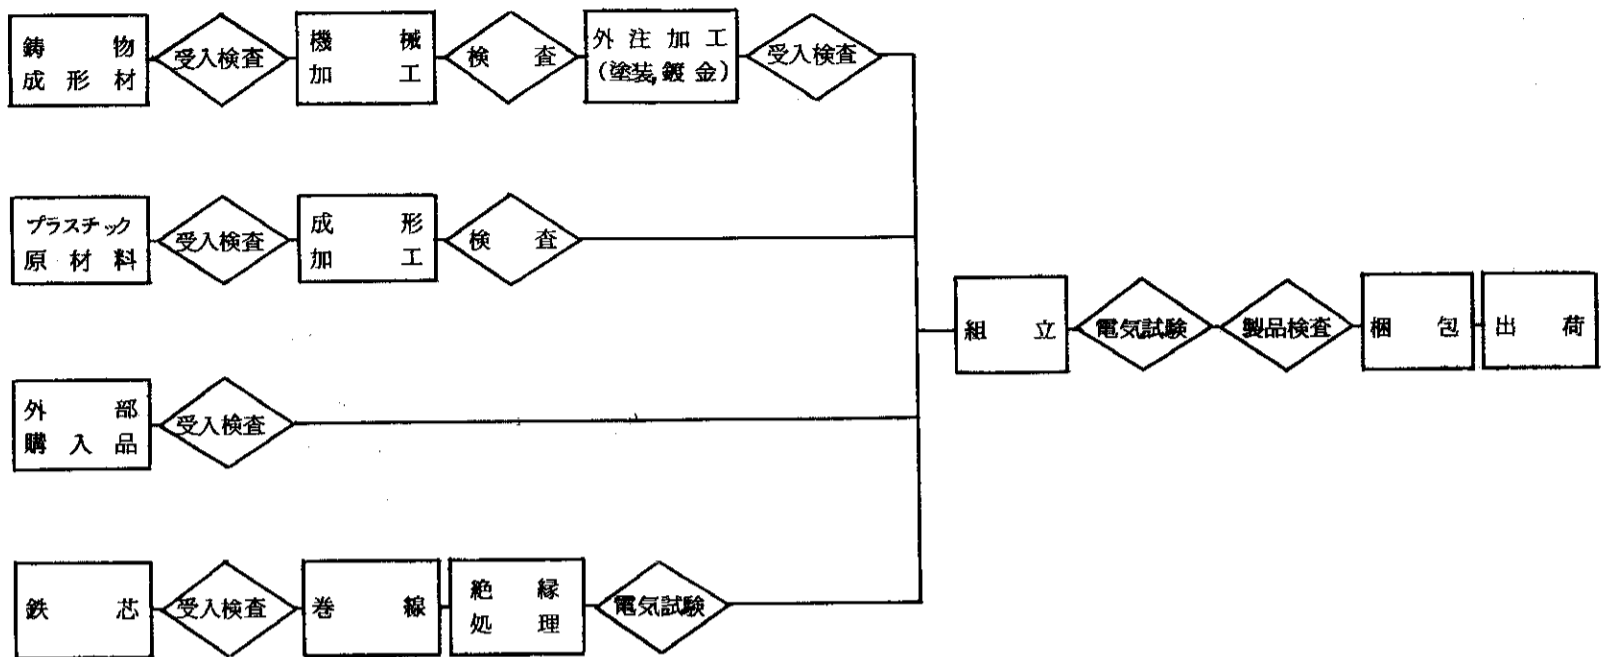 鋳物
成形材
受入検査
機械
加工
検査
外注加工
(塗装,鍍金)
受入検査
プラスチック
原材料
受入検査
成形
加工
検査
外部
購入品
受入検査
鉄芯
受入検査
巻線
絶縁
処理
電気試験
組立
電気試験
製品検査
梱包
出荷